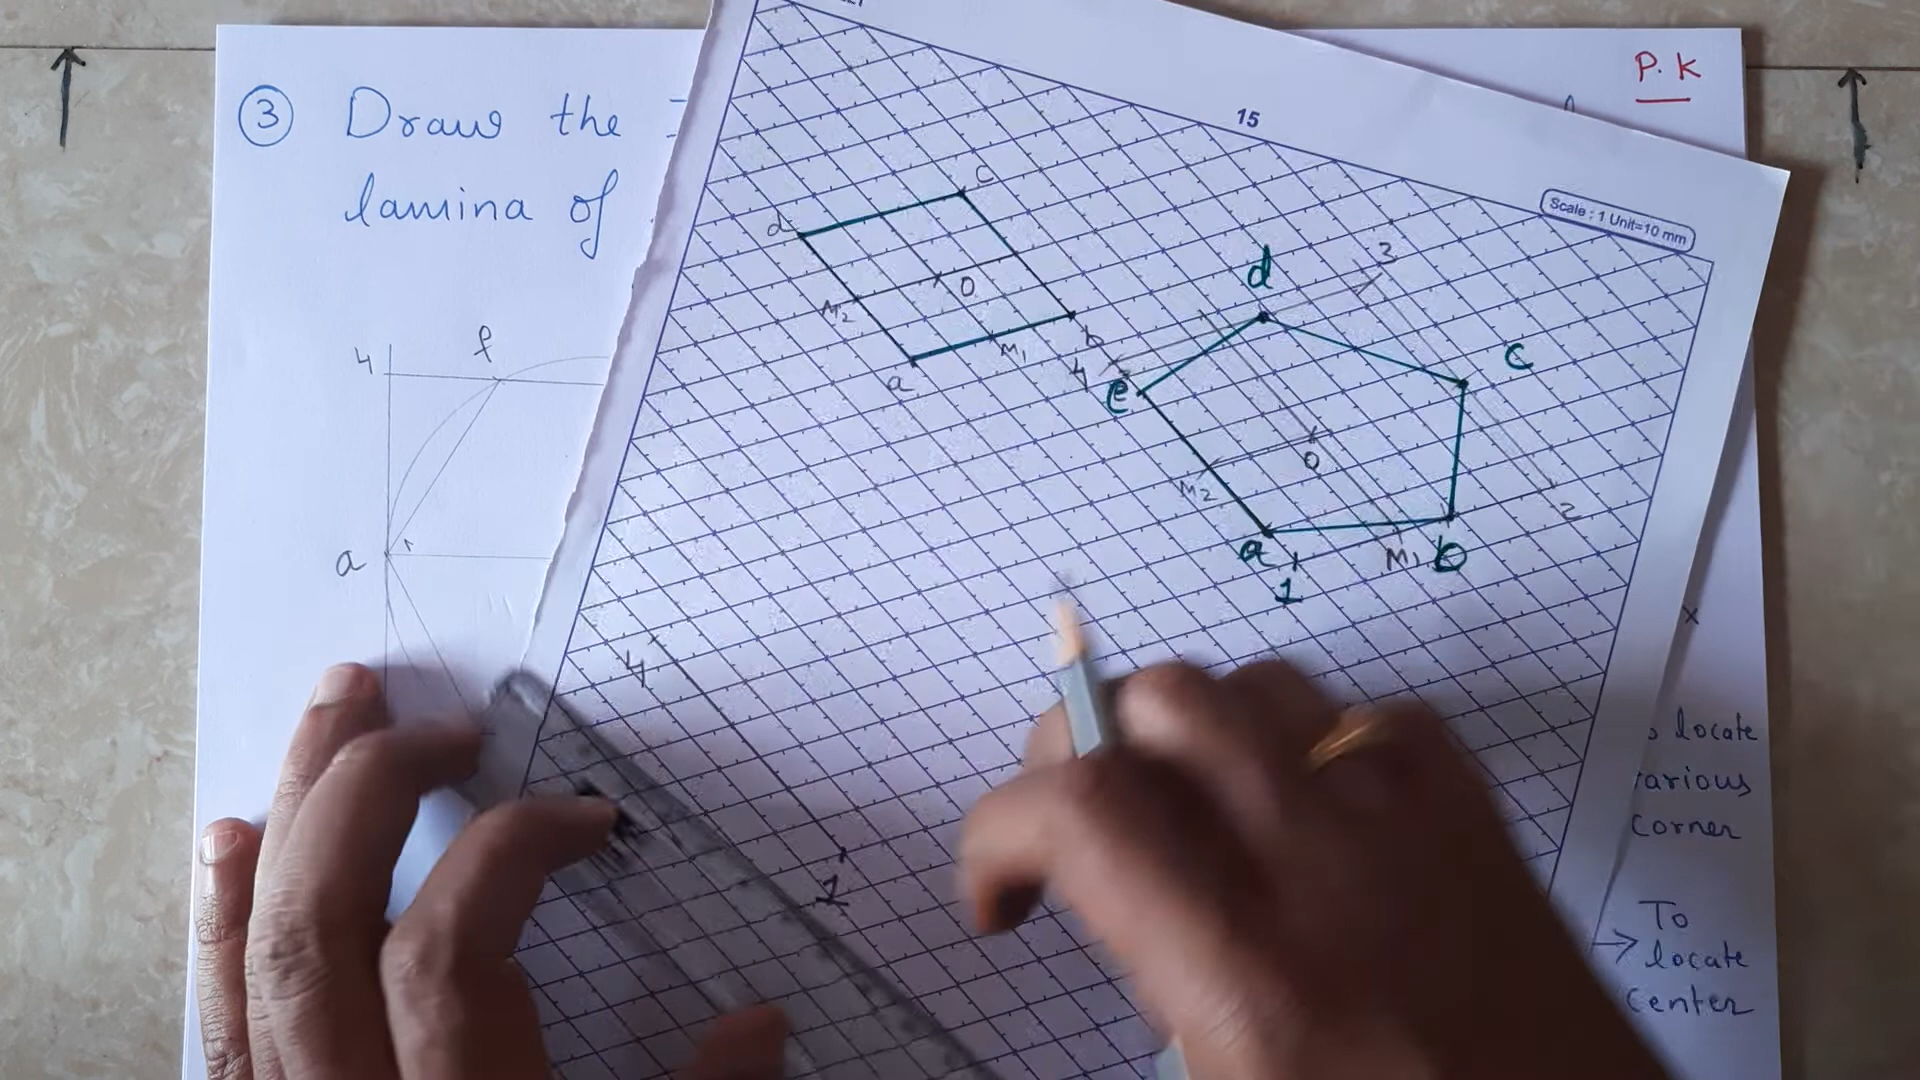 P.K
③ Draw the
lamina of
15
Scale : 1 Unit=10 mm
d
c
O
M₂
M₁
a
b
d
3
c
4
e
O
M₂
2
a
1
M₁
b
4
f
a
1
4
1
x
locate
various
corner
To
→ locate
center